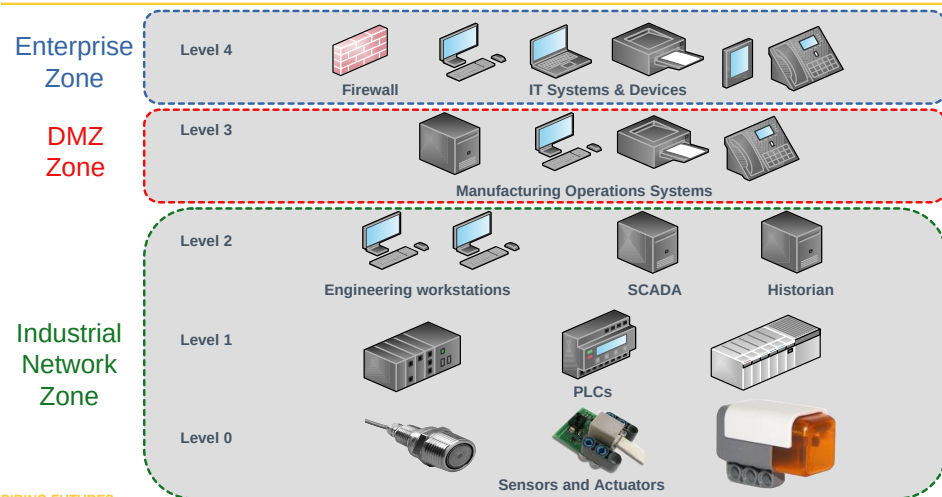 Enterprise
Zone
Level 4
Firewall
IT Systems & Devices
DMZ
Zone
Level 3
Manufacturing Operations Systems
Level 2
Engineering workstations
SCADA
Historian
Industrial
Network
Zone
Level 1
PLCs
Level 0
Sensors and Actuators